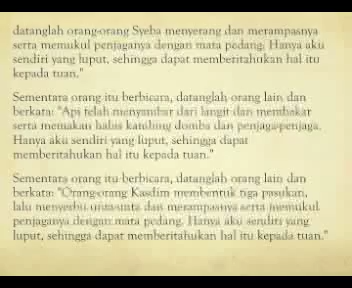 datanglah orang-orang Syeba menyerang dan merampasnya
serta memukul penjaganya dengan mata pedang. Hanya aku
sendiri yang luput, sehingga dapat memberitahukan hal itu
kepada tuan."
Sementara orang itu berbicara, datanglah orang lain dan
berkata: "Api telah menyambar dari langit dan membakar
serta memakan habis kambing domba dan penjaga-penjaga.
Hanya aku sendiri yang luput, sehingga dapat
memberitahukan hal itu kepada tuan."
Sementara orang itu berbicara, datanglah orang lain dan
berkata: "Orang-orang Kasdim membentuk tiga pasukan,
lalu menyerbu unta-unta dan merampasnya serta memukul
penjaganya dengan mata pedang. Hanya aku sendiri yang
luput, sehingga dapat memberitahukan hal itu kepada tuan."